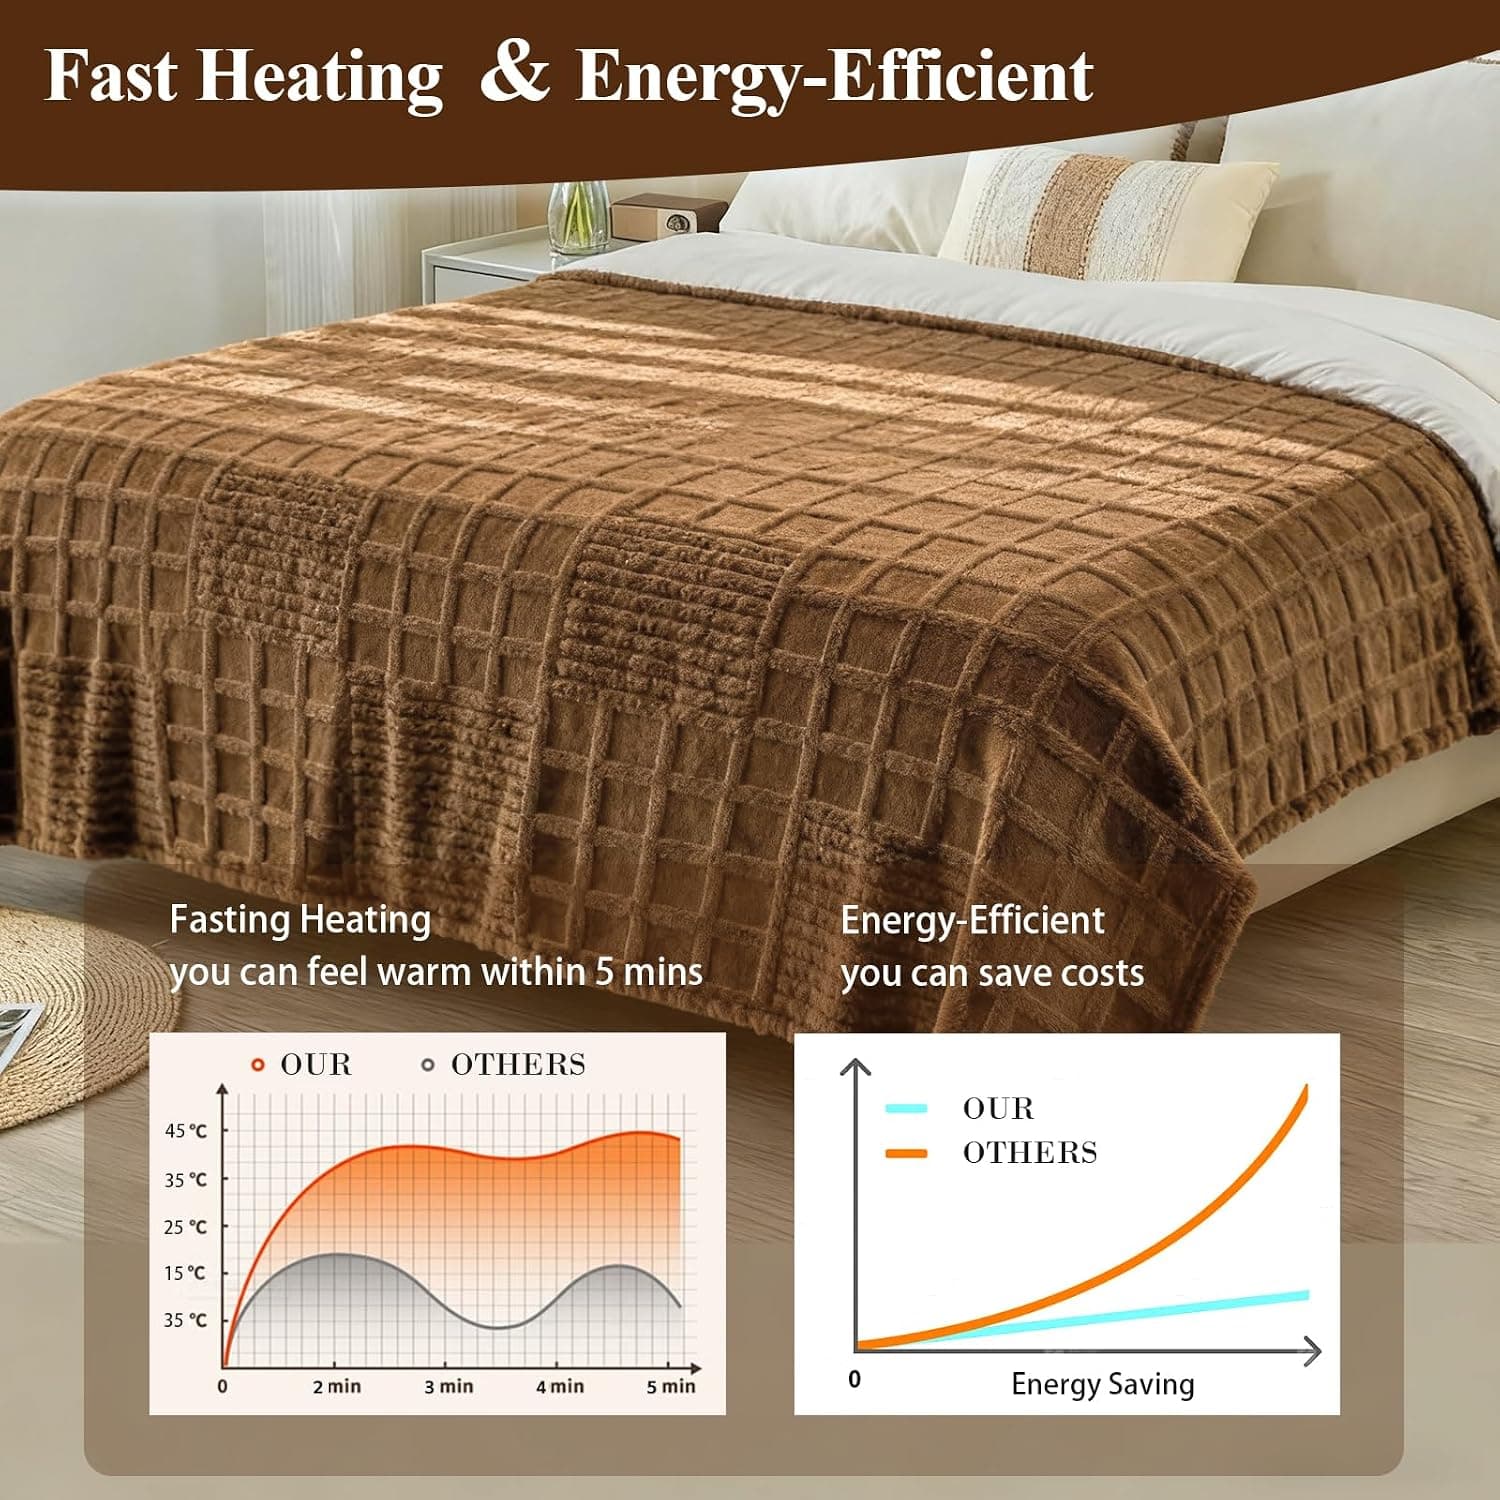 Fast Heating & Energy-Efficient
Fasting Heating
you can feel warm within 5 mins
Energy-Efficient
you can save costs
OUR OTHERS
45 °C
35 °C
25 °C
15 °C
35 °C
0 2 min 3 min 4 min 5 min
OUR
OTHERS
0
Energy Saving